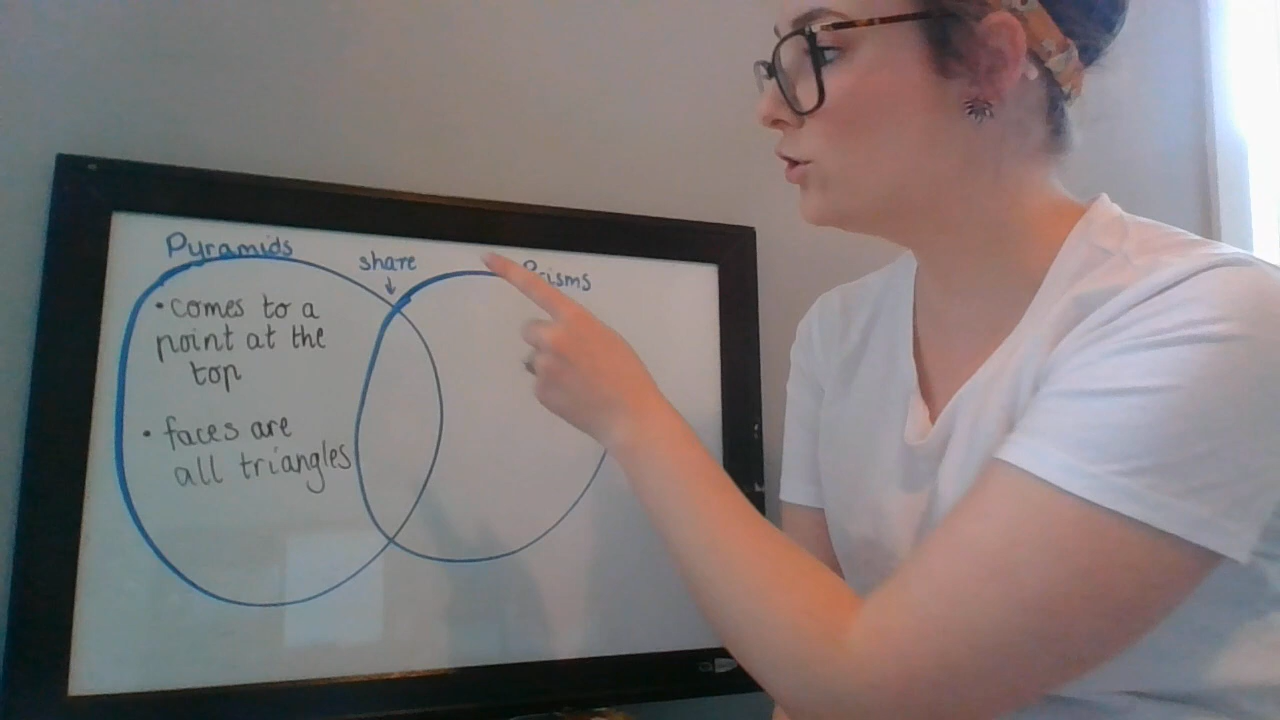 Pyramids
share
Prisms
• comes to a
point at the
top
• faces are
all triangles